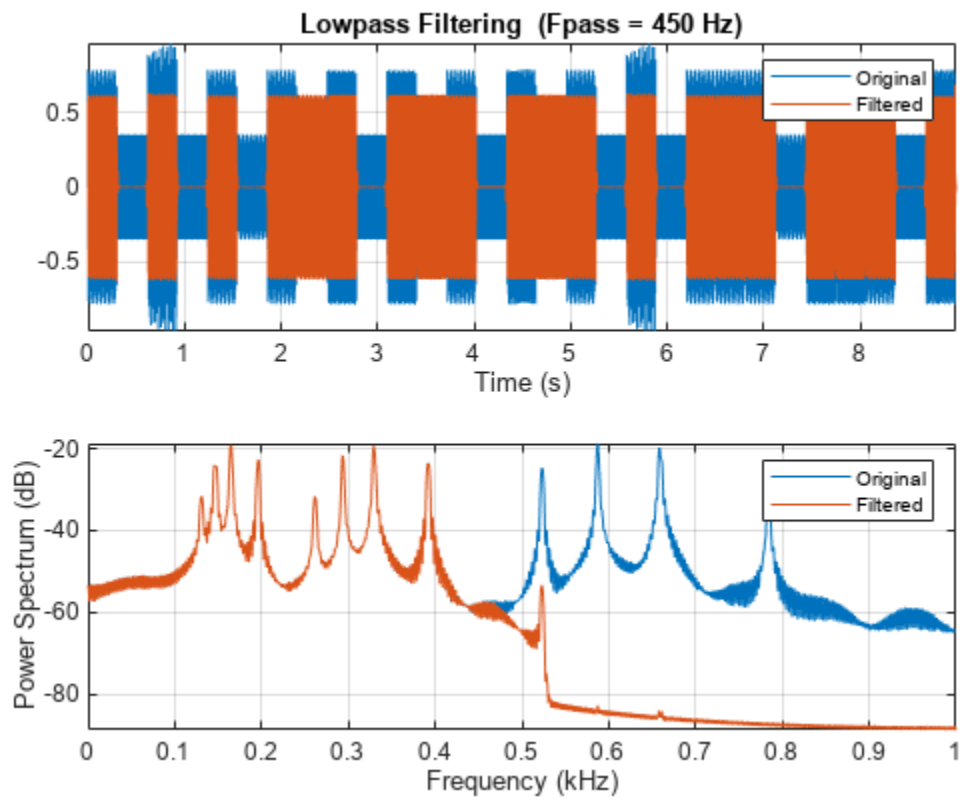 Lowpass Filtering (Fpass = 450 Hz)
Original
Filtered
0.5
0
-0.5
0 1 2 3 4 5 6 7 8
Time (s)
-20
Original
Filtered
-40
-60
-80
Power Spectrum (dB)
0 0.1 0.2 0.3 0.4 0.5 0.6 0.7 0.8 0.9 1
Frequency (kHz)